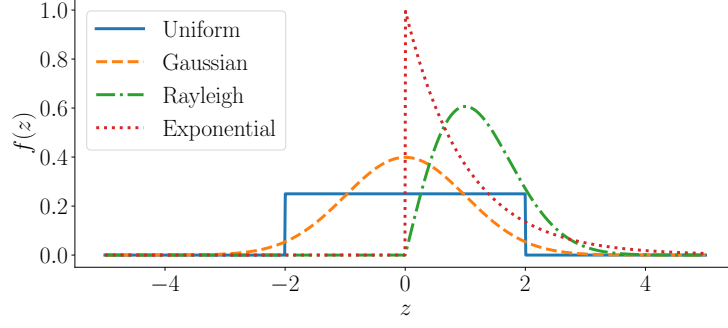 1.0
0.8
0.6
0.4
0.2
0.0
f(z)
Uniform
Gaussian
Rayleigh
Exponential
−4 −2 0 2 4
z